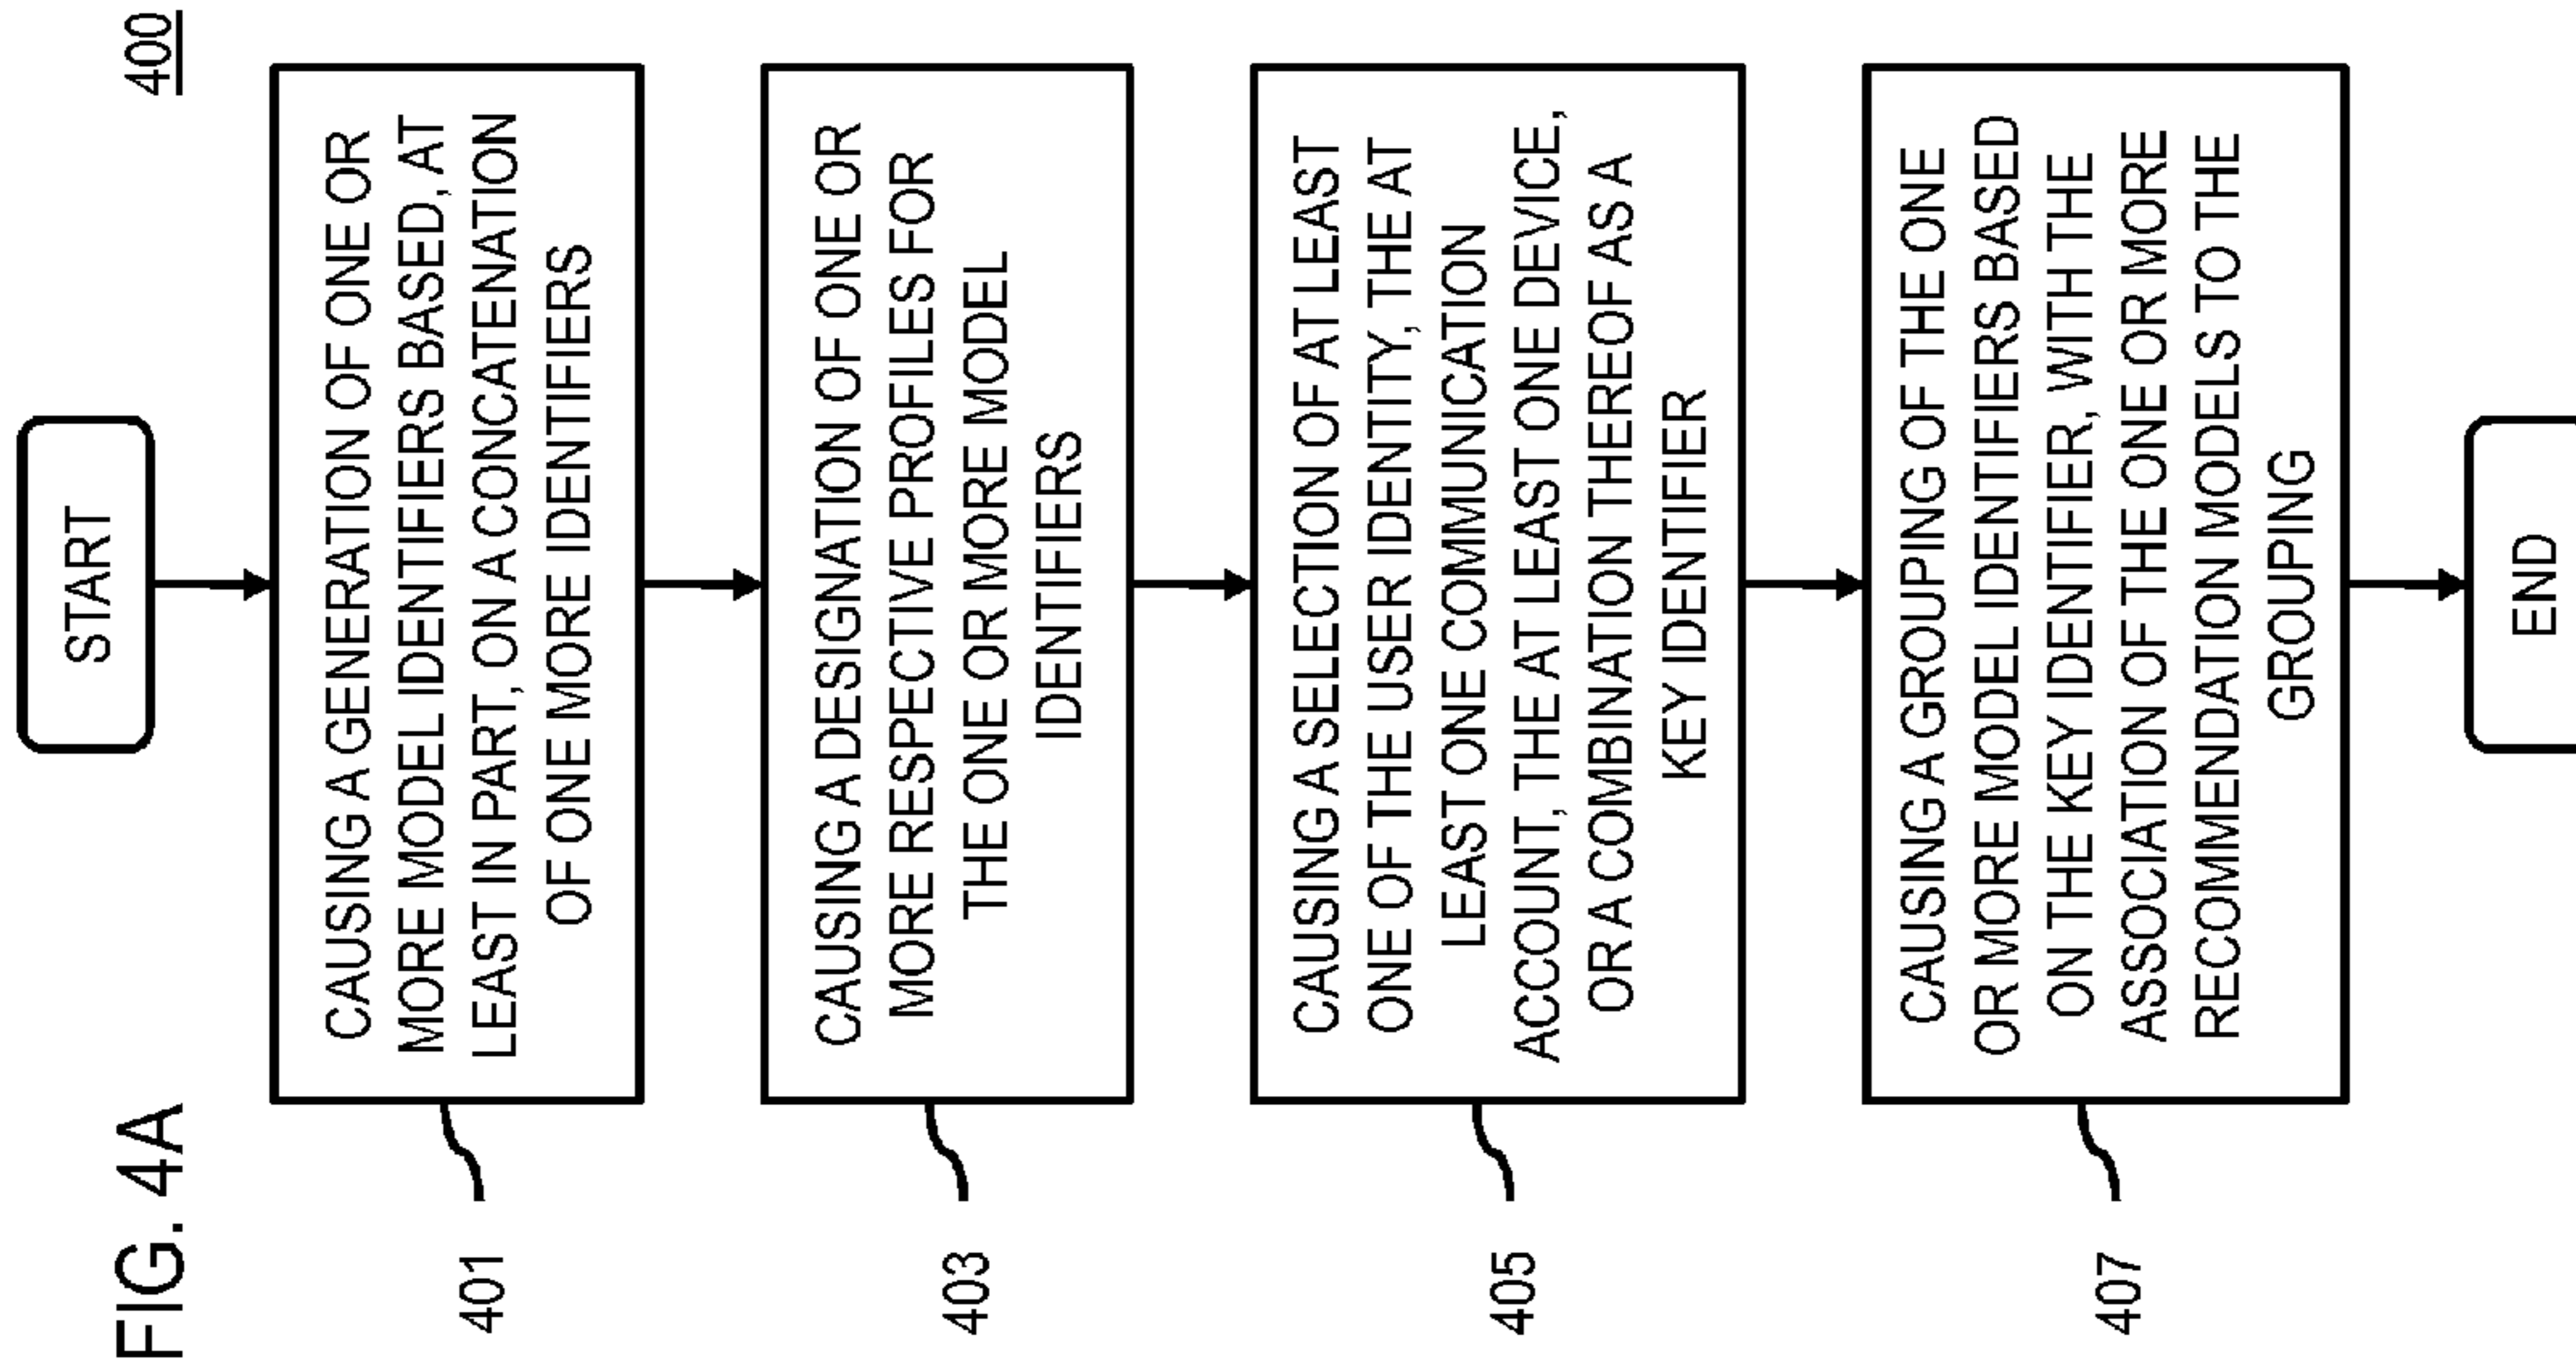 FIG. 4A
400
START
CAUSING A GENERATION OF ONE OR
MORE MODEL IDENTIFIERS BASED, AT
LEAST IN PART, ON A CONCATENATION
OF ONE MORE IDENTIFIERS
401
CAUSING A DESIGNATION OF ONE OR
MORE RESPECTIVE PROFILES FOR
THE ONE OR MORE MODEL
IDENTIFIERS
403
CAUSING A SELECTION OF AT LEAST
ONE OF THE USER IDENTITY, THE AT
LEAST ONE COMMUNICATION
ACCOUNT, THE AT LEAST ONE DEVICE,
OR A COMBINATION THEREOF AS A
KEY IDENTIFIER
405
CAUSING A GROUPING OF THE ONE
OR MORE MODEL IDENTIFIERS BASED
ON THE KEY IDENTIFIER, WITH THE
ASSOCIATION OF THE ONE OR MORE
RECOMMENDATION MODELS TO THE
GROUPING
407
END